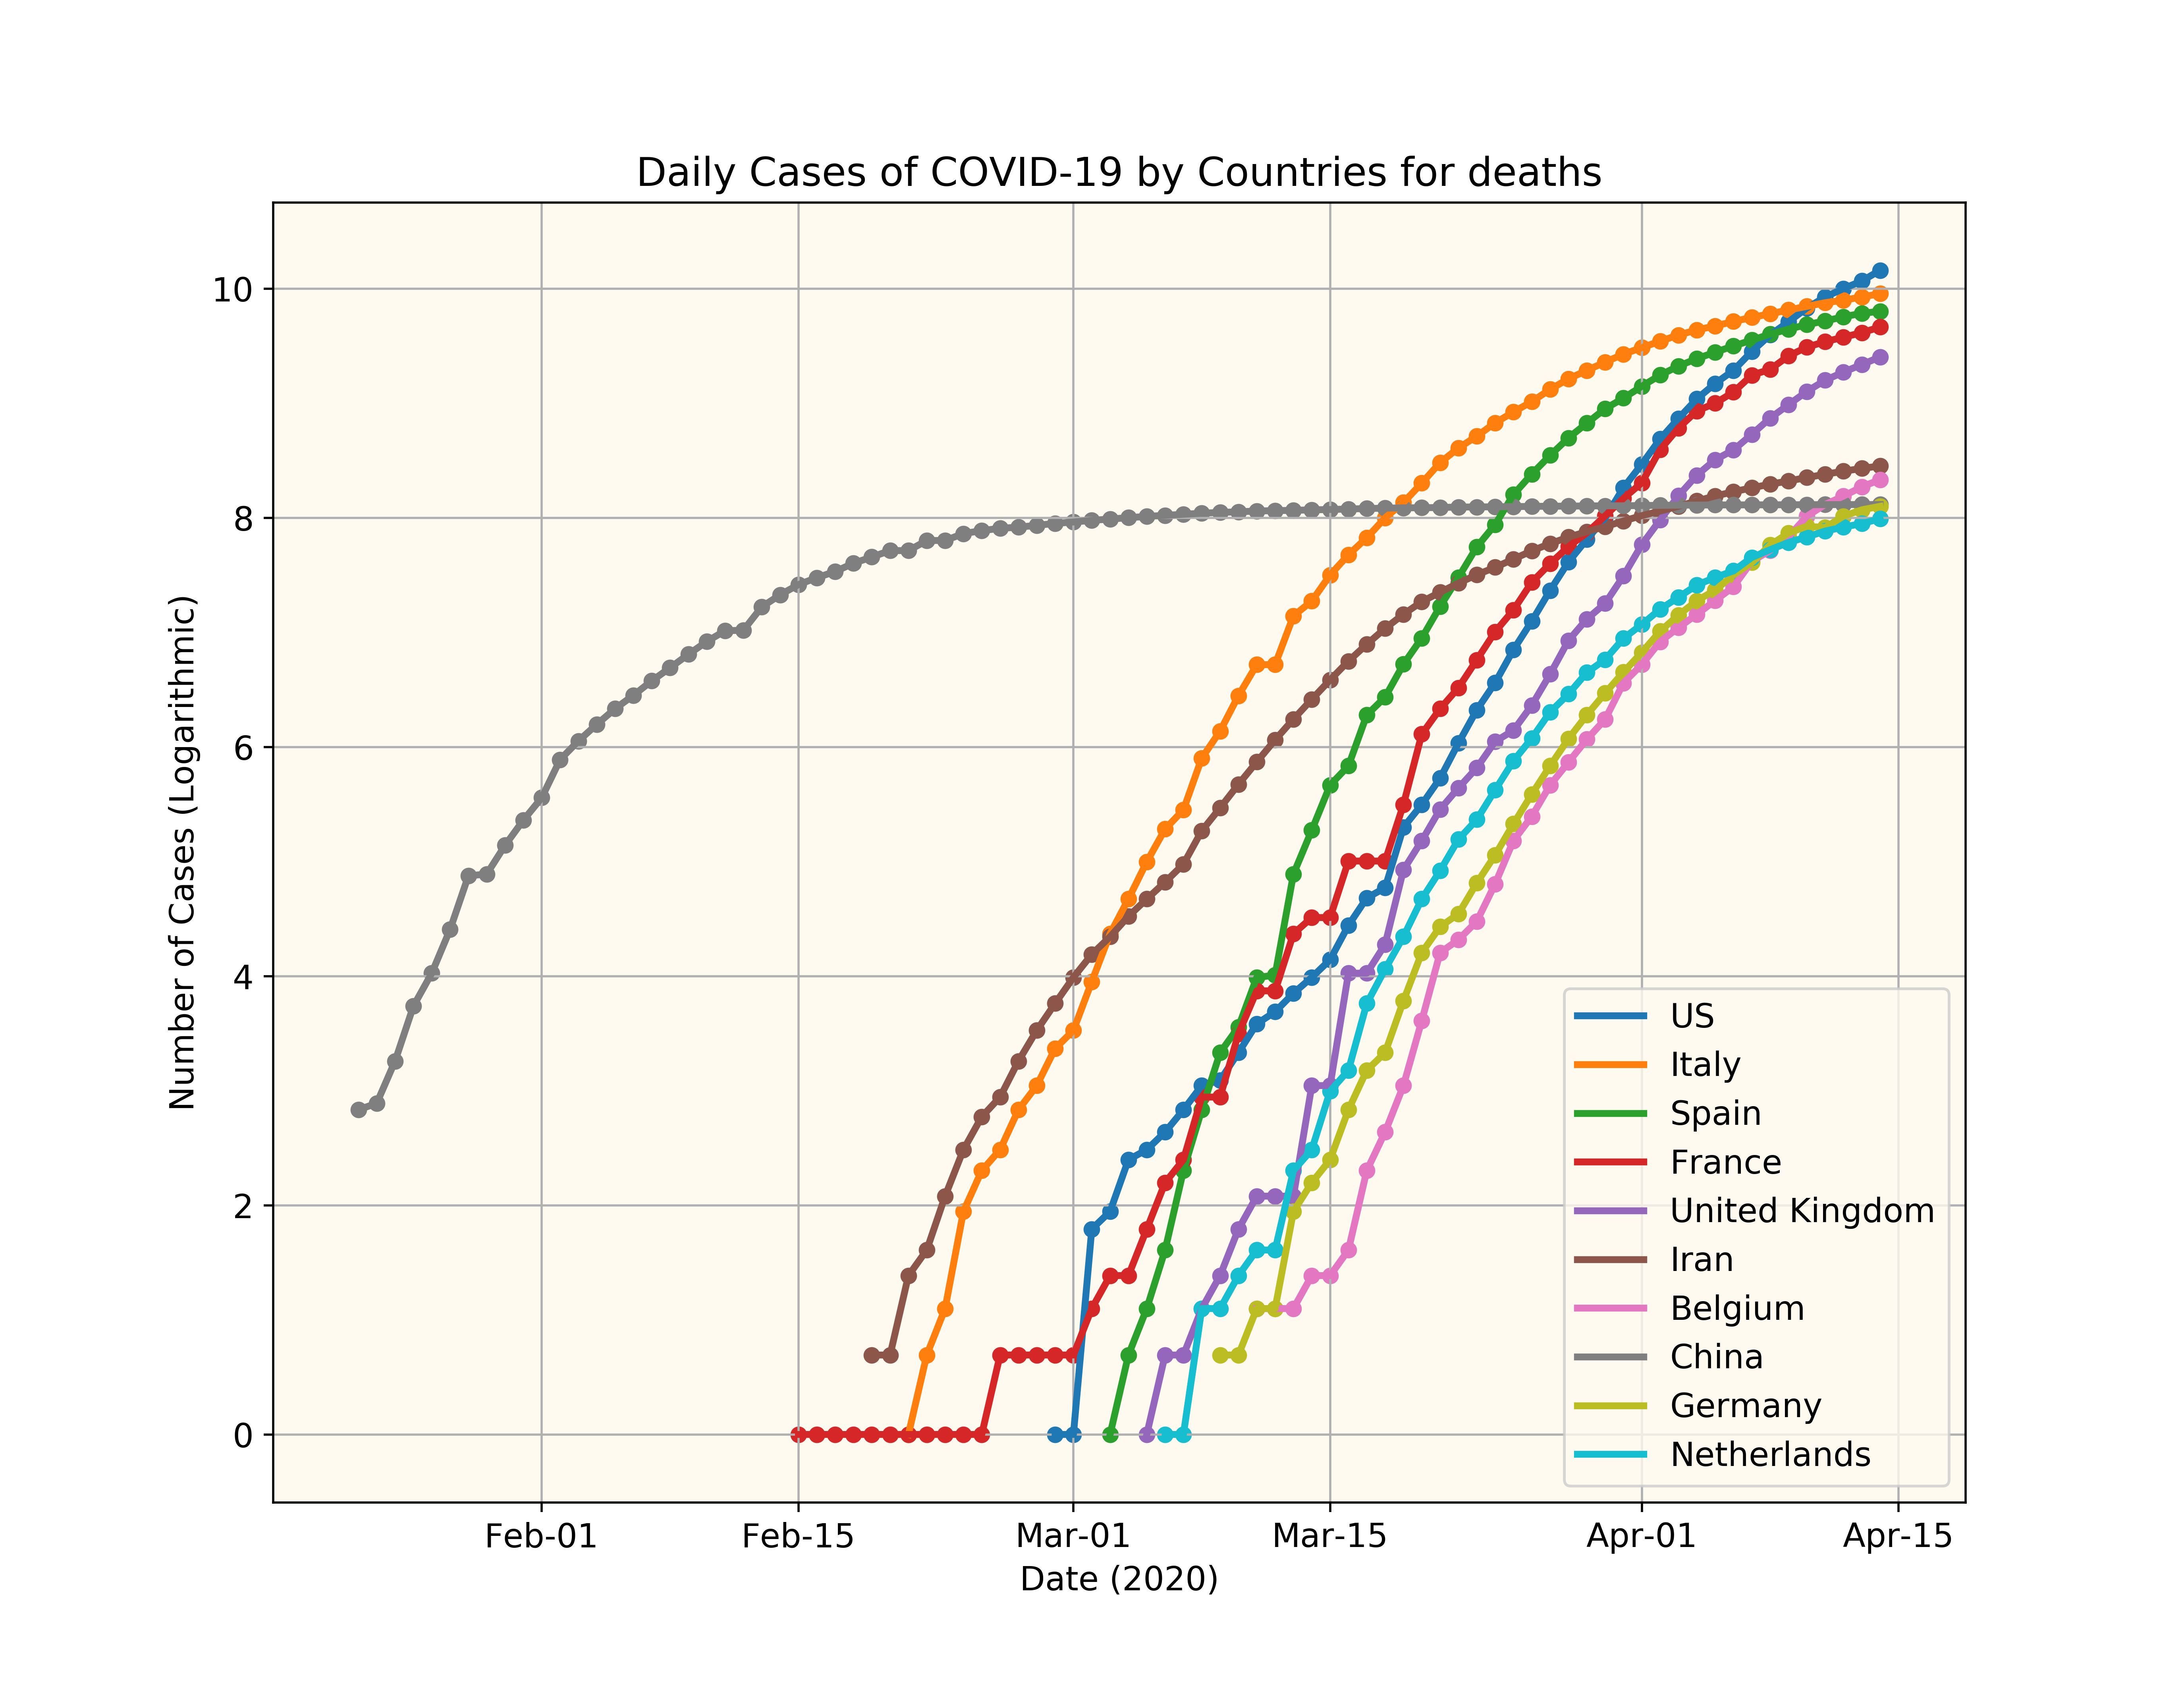 Daily Cases of COVID-19 by Countries for deaths
Number of Cases (Logarithmic)
10
8
6
4
2
0
US
Italy
Spain
France
United Kingdom
Iran
Belgium
China
Germany
Netherlands
Feb-01
Feb-15
Mar-01
Mar-15
Apr-01
Apr-15
Date (2020)